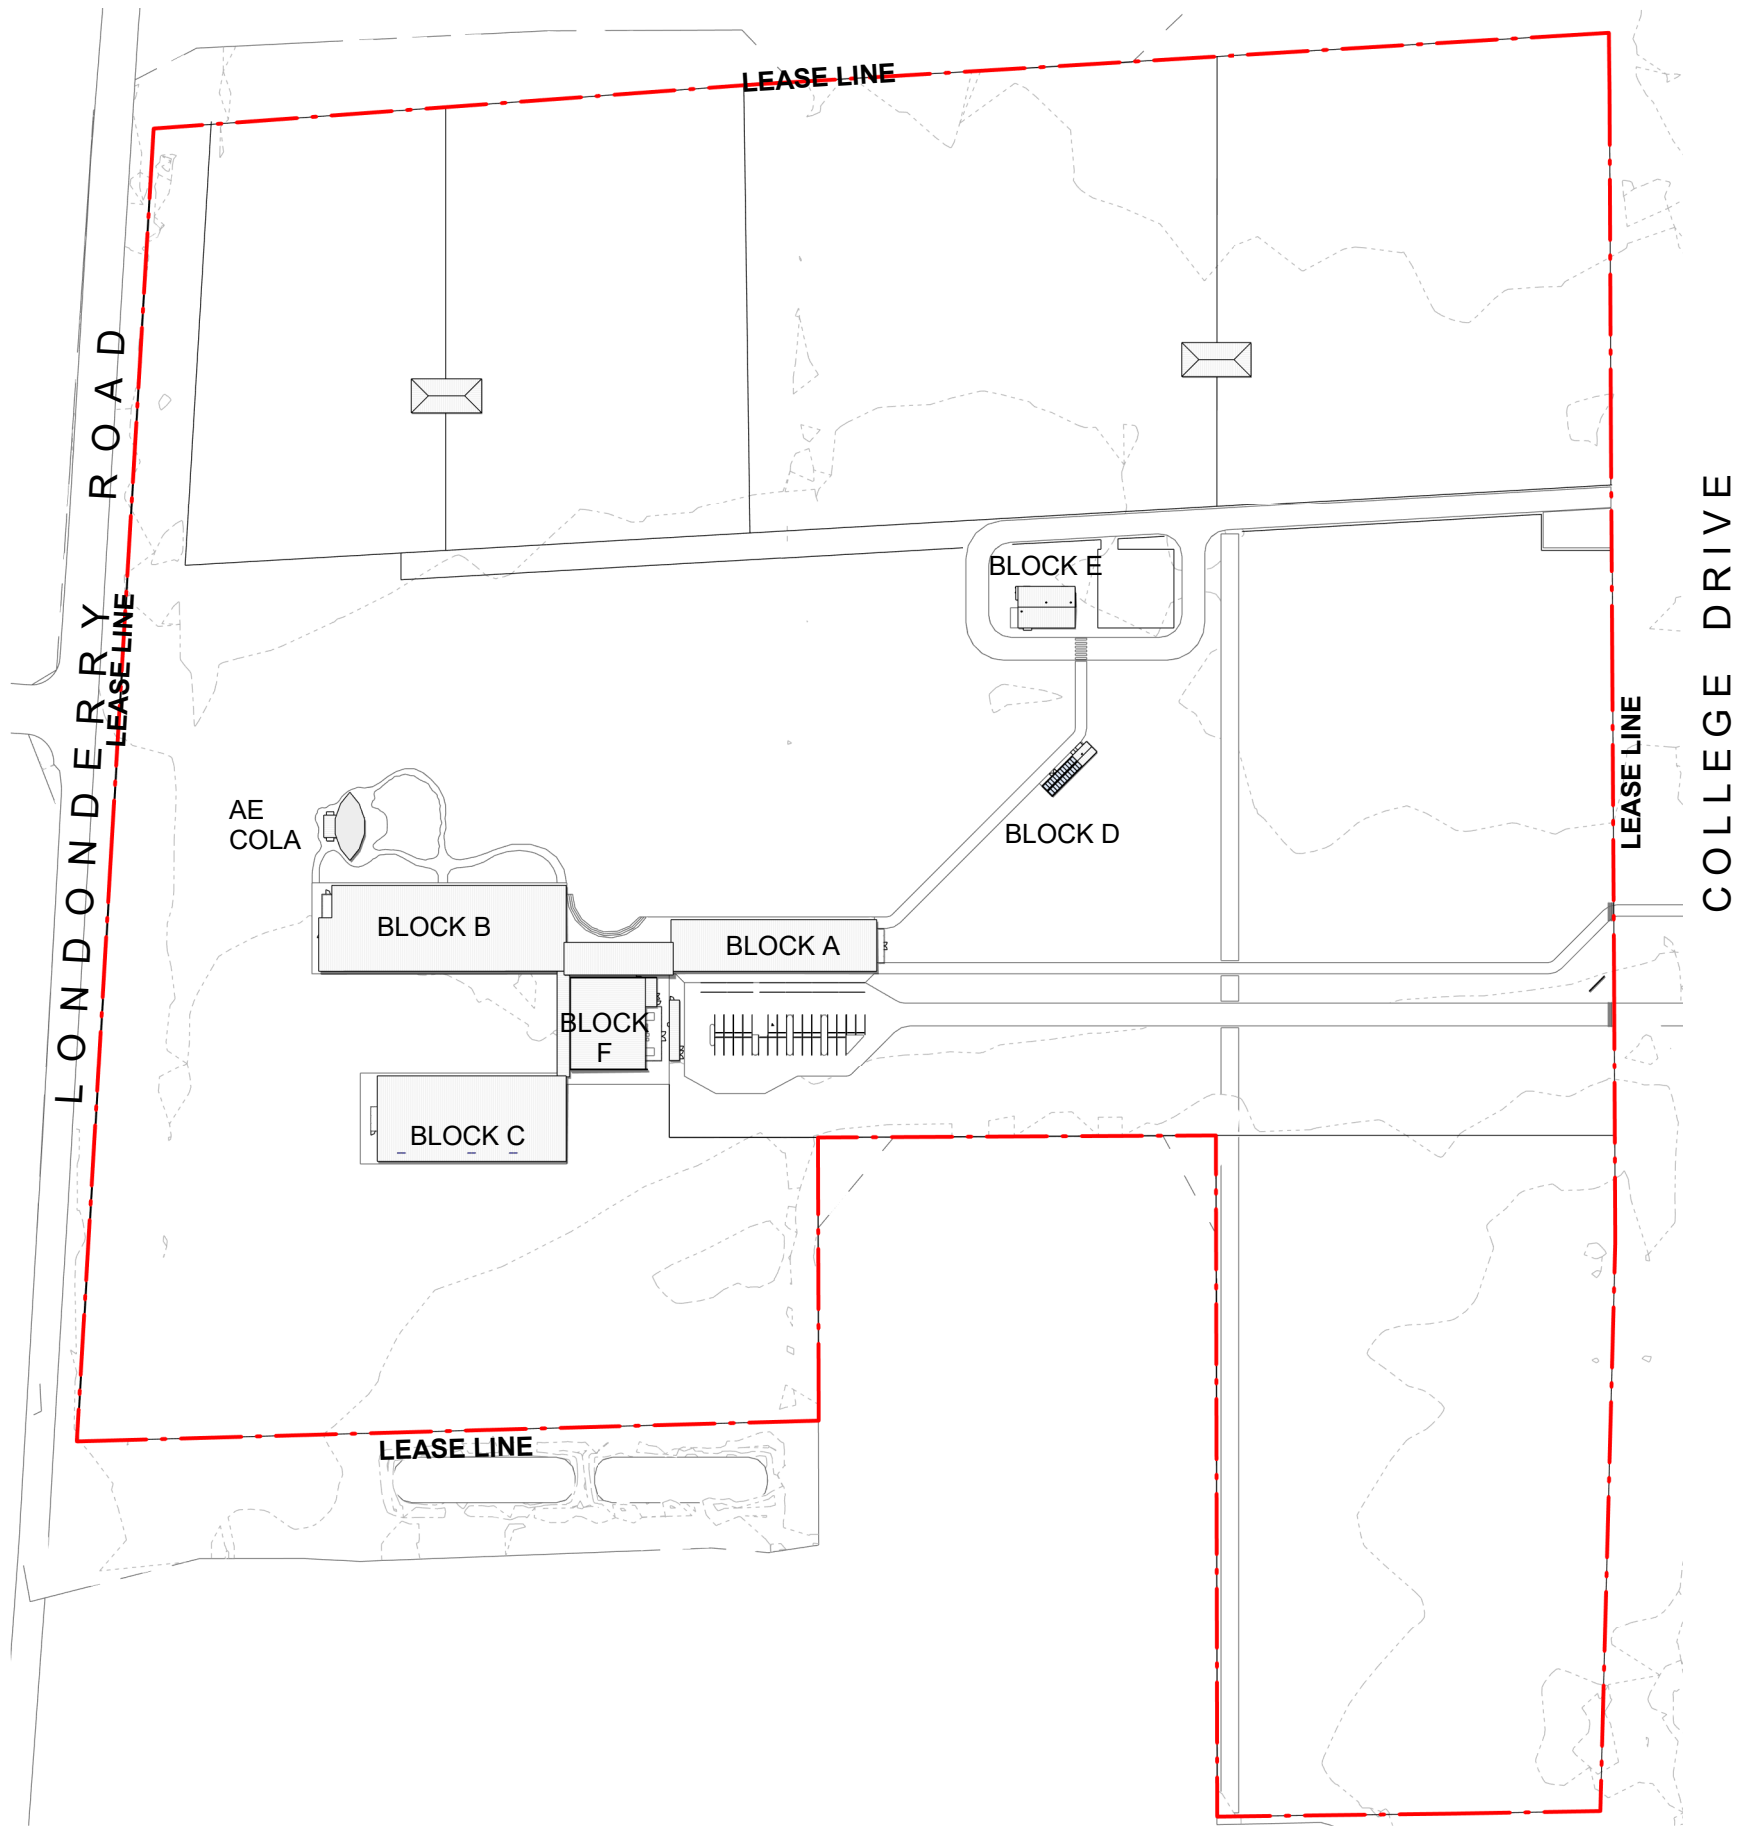 LEASE LINE
LONDONDERRY ROAD
LEASE LINE
COLLEGE DRIVE
BLOCK E
LEASE LINE
AE
COLA
BLOCK D
BLOCK B
BLOCK A
BLOCK
F
BLOCK C
LEASE LINE